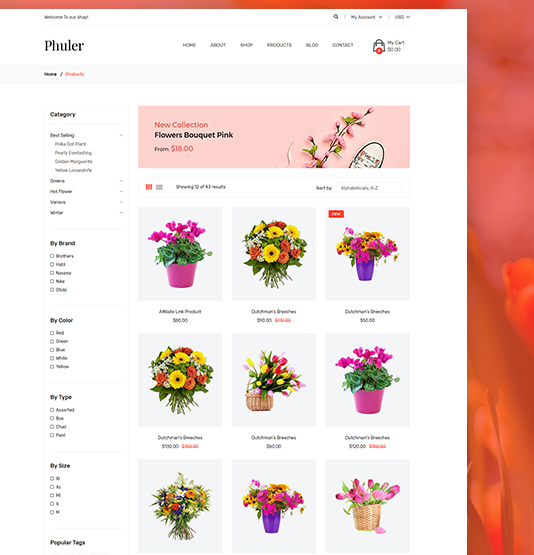 Welcome to our shop!
My Account
USD
Phuler
HOME
ABOUT
SHOP
PRODUCTS
BLOG
CONTACT
My Cart
$0.00
0
Home / Products
Category
Best Selling
Polka Dot Plant
Pearly Everlasting
Golden Marguerite
Yellow Loosestrife
Greens
Hot Flower
Various
Winter
By Brand
Brothers
Hatil
Navana
Nike
Otobi
By Color
Red
Green
Blue
White
Yellow
By Type
Assorted
Box
Chair
Pant
By Size
Xl
Xs
Ml
X
M
Popular Tags
New Collection
Flowers Bouquet Pink
From: $18.00
Showing 12 of 43 results
Sort by
Alphabetically, A-Z
new
Affiliate Link Product
$80.00
Dutchman's Breeches
$90.00 $110.00
Dutchman's Breeches
$50.00
Dutchman's Breeches
$130.00 $160.00
Dutchman's Breeches
$60.00
Dutchman's Breeches
$120.00 $150.00